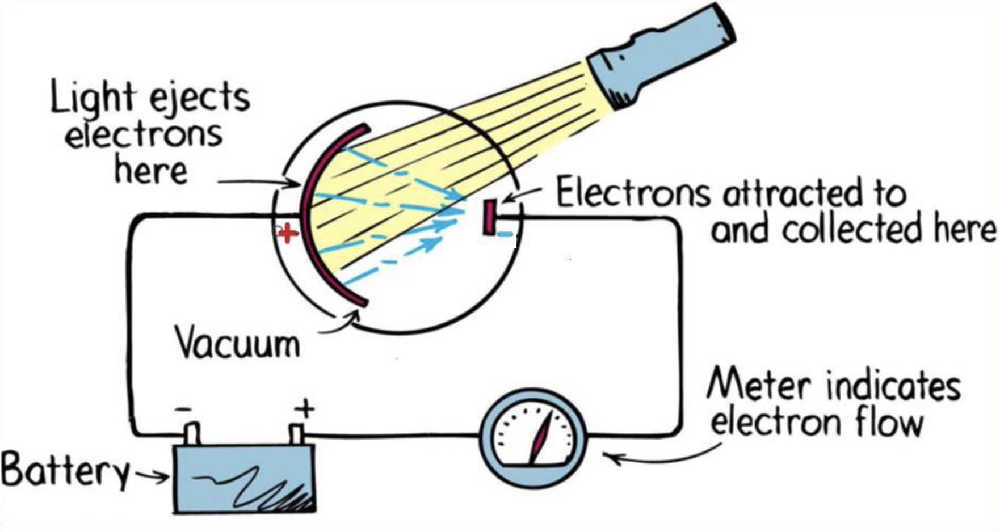 Light ejects
electrons
here
Electrons attracted to
and collected here
+
-
Vacuum
Meter indicates
electron flow
- +
Battery